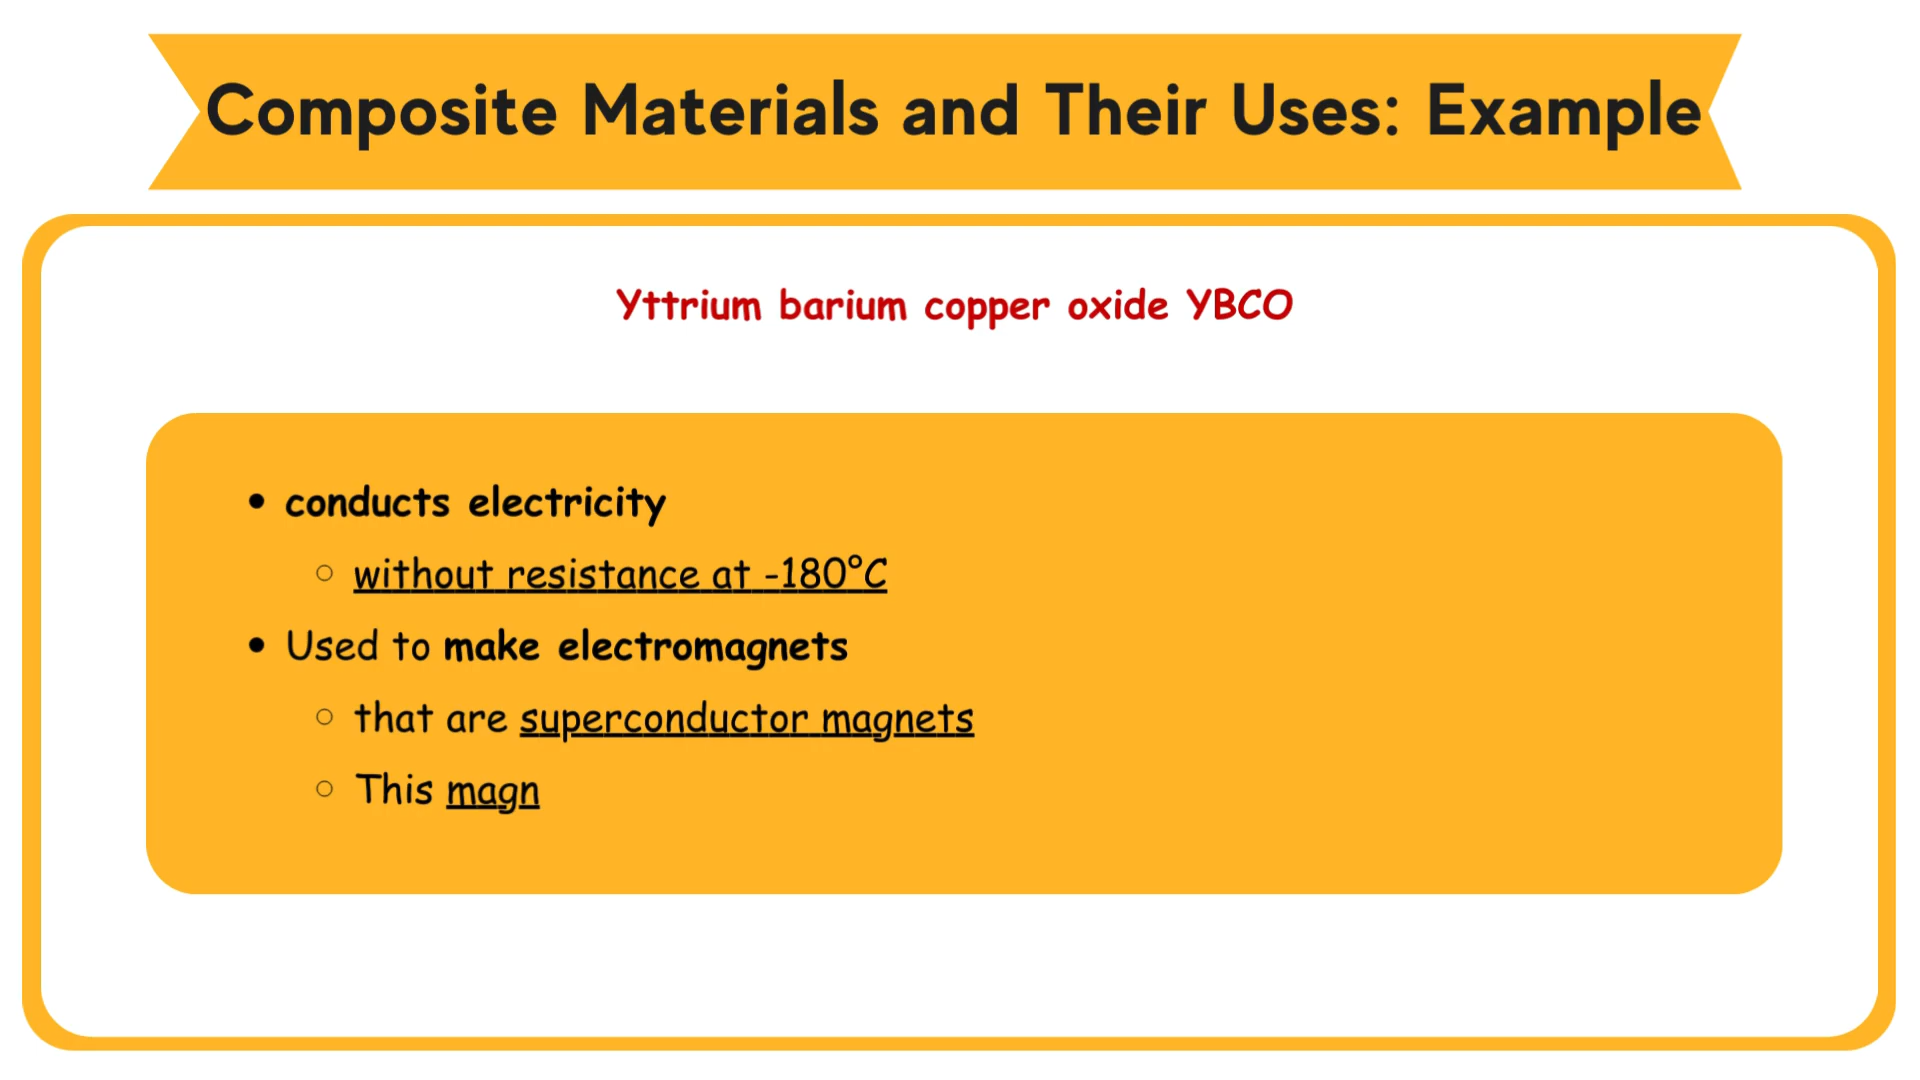 Composite Materials and Their Uses: Example
Yttrium barium copper oxide YBCO
• conducts electricity
○ without resistance at -180°C
• Used to make electromagnets
○ that are superconductor magnets
○ This magn